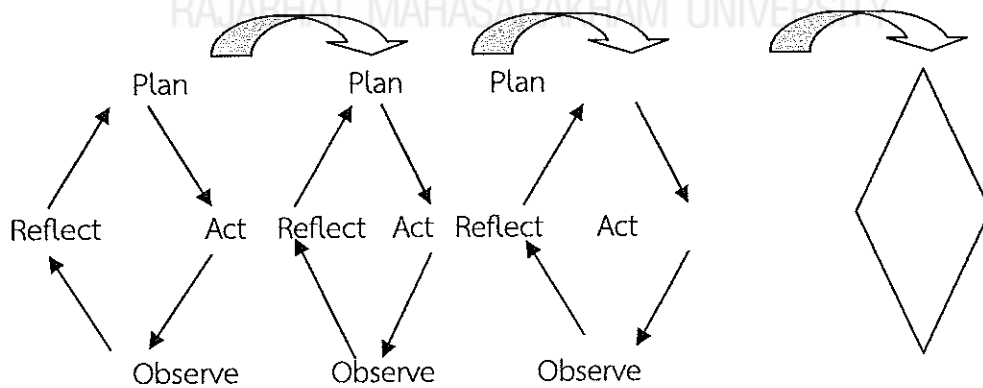 RAJABHAT MAHASARAKHAM UNIVERSITY
Plan Plan Plan
Reflect Act Reflect Act Reflect Act
Observe Observe Observe